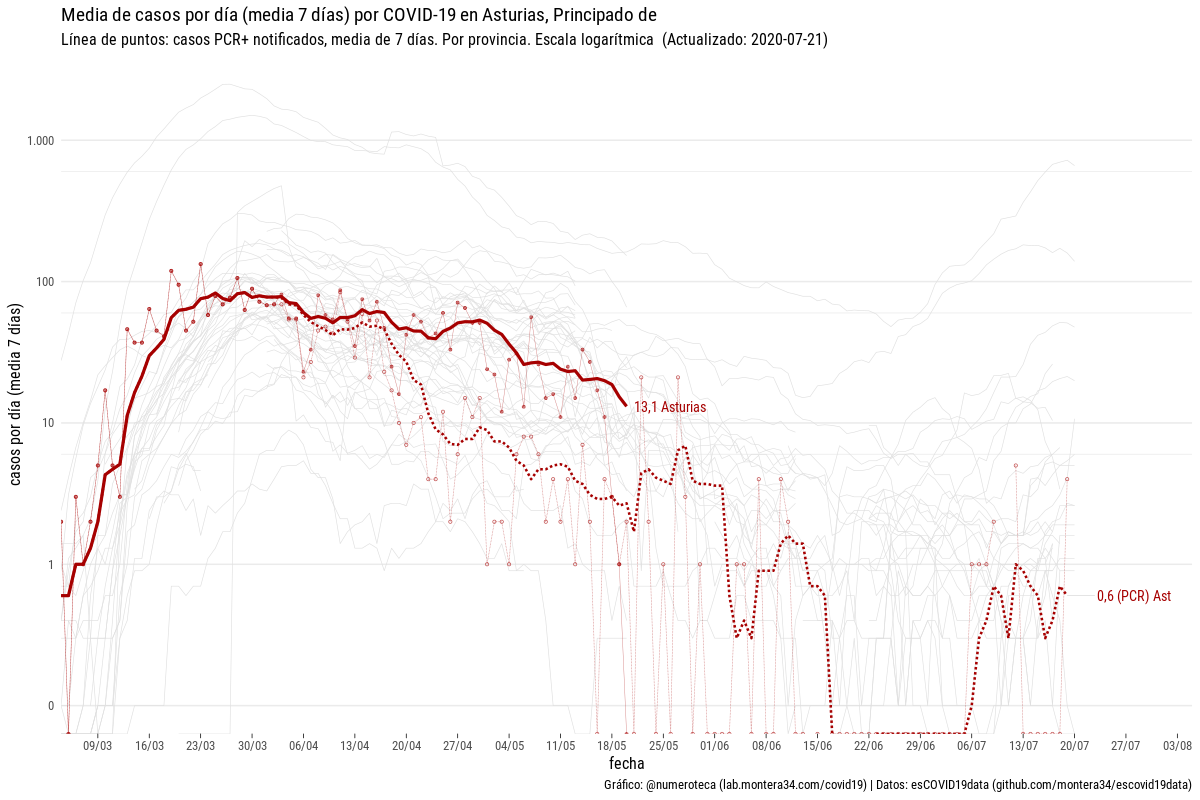 Media de casos por día (media 7 días) por COVID-19 en Asturias, Principado de
Línea de puntos: casos PCR+ notificados, media de 7 días. Por provincia. Escala logarítmica  (Actualizado: 2020-07-21)
casos por día (media 7 días)
1.000
100
10
1
0
13,1 Asturias
0,6 (PCR) Ast
09/03 16/03 23/03 30/03 06/04 13/04 20/04 27/04 04/05 11/05 18/05 25/05 01/06 08/06 15/06 22/06 29/06 06/07 13/07 20/07 27/07 03/08
fecha
Gráfico: @numeroteca (lab.montera34.com/covid19) | Datos: esCOVID19data (github.com/montera34/escovid19data)